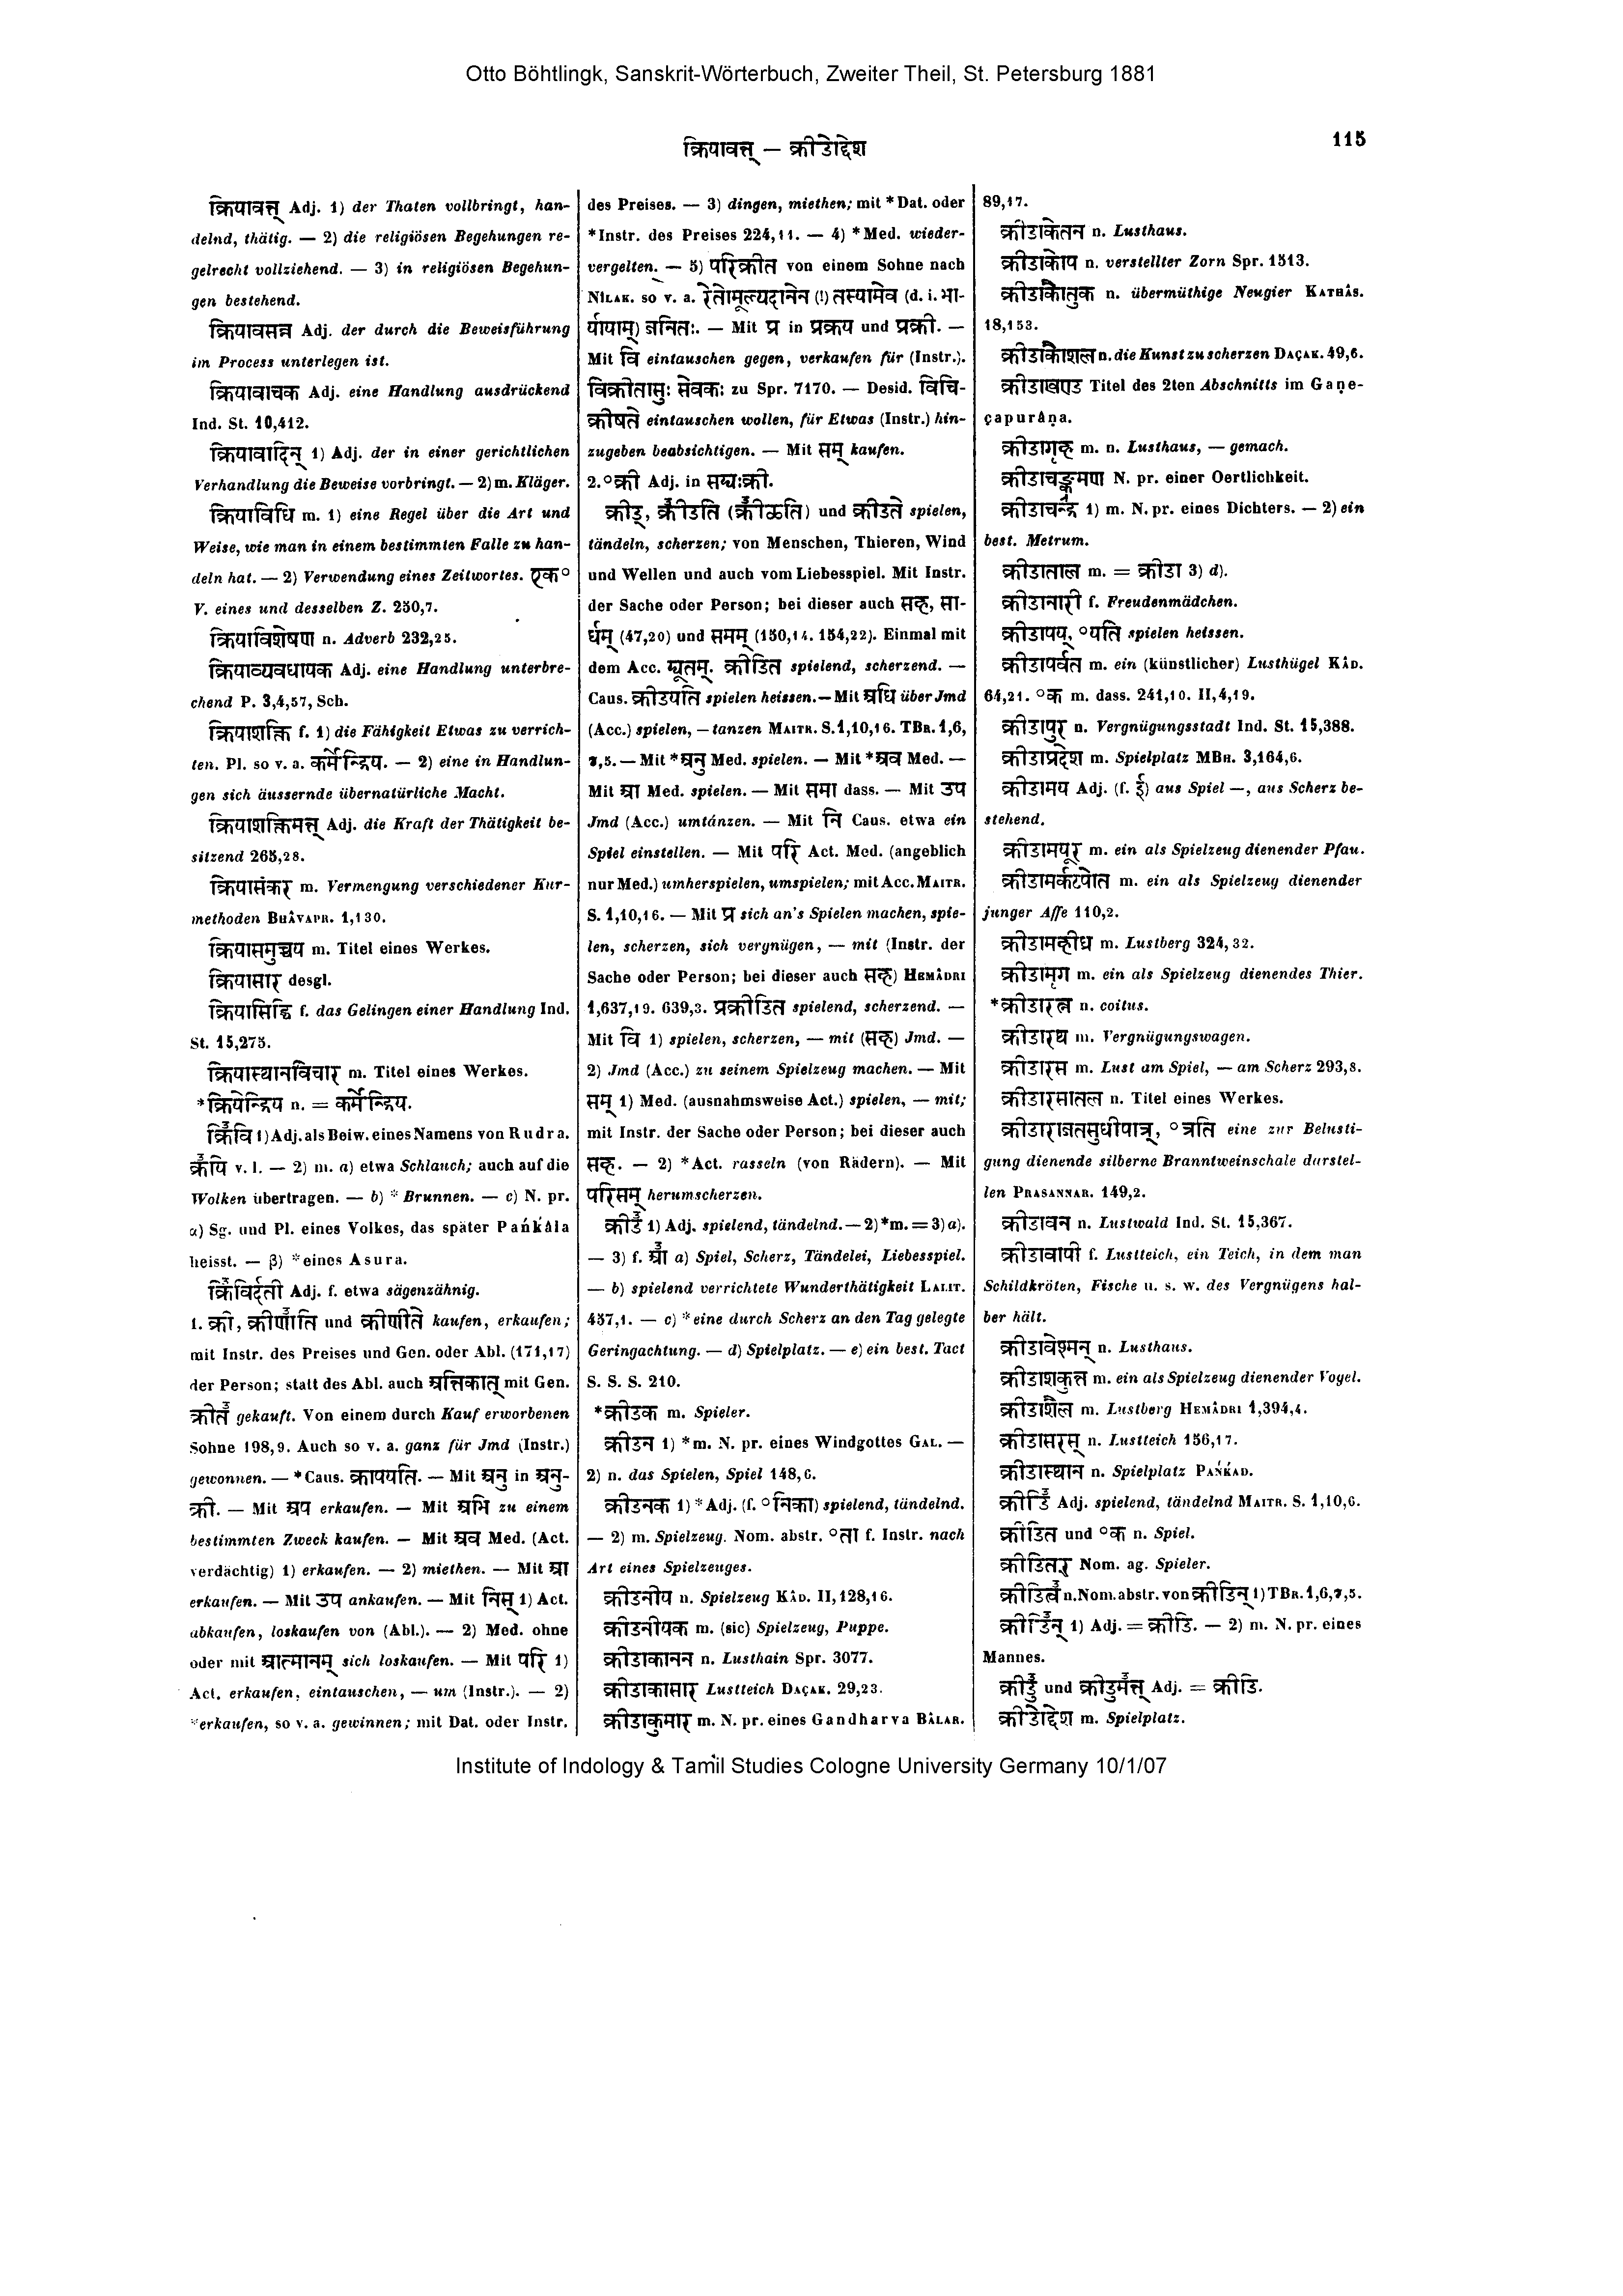 Otto Böhtlingk, Sanskrit-Wörterbuch, Zweiter Theil, St. Petersburg 1881
क्रियावत् — क्रीडोद्देश
115
क्रियावत् Adj. 1) der Thaten vollbringt, han-
delnd, thätig. — 2) die religiösen Begehungen re-
gelrecht vollziehend. — 3) in religiösen Begehun-
gen bestehend.
क्रियावसन्न Adj. der durch die Beweisführung
im Process unterlegen ist.
क्रियावाचक Adj. eine Handlung ausdrückend
Ind. St. 10,412.
क्रियावादिन् 1) Adj. der in einer gerichtlichen
Verhandlung die Beweise vorbringt. — 2) m. Kläger.
क्रियाविधि m. 1) eine Regel über die Art und
Weise, wie man in einem bestimmten Falle zu han-
deln hat. — 2) Verwendung eines Zeitwortes. एक°
V. eines und desselben Z. 250,7.
क्रियाविशेषण n. Adverb 232,25.
क्रियाव्यवधायक Adj. eine Handlung unterbre-
chend P. 3,4,57, Sch.
क्रियाशक्ति f. 1) die Fähigkeit Etwas zu verrich-
ten. Pl. so v. a. कर्मेन्द्रिय. — 2) eine in Handlun-
gen sich äussernde übernatürliche Macht.
क्रियाशक्तिमत् Adj. die Kraft der Thätigkeit be-
sitzend 265,28.
क्रियासंकर m. Vermengung verschiedener Kur-
methoden Bhâvapr. 1,130.
क्रियासमुच्चय m. Titel eines Werkes.
क्रियासार desgl.
क्रियासिद्धि f. das Gelingen einer Handlung Ind.
St. 15,275.
क्रियास्थानविचार m. Titel eines Werkes.
*क्रियेन्द्रिय n. = कर्मेन्द्रिय.
क्रिवि 1) Adj. als Beiw. eines Namens von Rudra.
क्रयि v. l. — 2) m. a) etwa Schlauch; auch auf die
Wolken übertragen. — b) *Brunnen. — c) N. pr.
α) Sg. und Pl. eines Volkes, das später Pańḱâla
heisst. — β) *eines Asura.
क्रिविर्दती Adj. f. etwa sägenzähnig.
1. क्री, क्रीणाति und क्रीणीते kaufen, erkaufen;
mit Instr. des Preises und Gen. oder Abl. (171,17)
der Person; statt des Abl. auch अन्तिकात् mit Gen.
क्रीत gekauft. Von einem durch Kauf erworbenen
Sohne 198,9. Auch so v. a. ganz für Jmd (Instr.)
gewonnen. — *Caus. क्रापयति. — Mit अनु in अनु-
क्री. — Mit अप erkaufen. — Mit अभि zu einem
bestimmten Zweck kaufen. — Mit अव Med. (Act.
verdächtig) 1) erkaufen. — 2) miethen. — Mit आ
erkaufen. — Mit उप ankaufen. — Mit निस् 1) Act.
abkaufen, loskaufen von (Abl.). — 2) Med. ohne
oder mit आत्मानम् sich loskaufen. — Mit परि 1)
Act. erkaufen, eintauschen, — um (Instr.). — 2)
*erkaufen, so v. a. gewinnen; mit Dat. oder Instr.
des Preises. — 3) dingen, miethen; mit *Dat. oder
*Instr. des Preises 224,11. — 4) *Med. wieder-
vergelten. — 5) परिक्रीत von einem Sohne nach
Nîlak. so v. a. रेतोमूल्यदानेन (!) तस्यामेव (d. i. भा-
र्यायाम्) जनितः. — Mit प्र in प्रक्रय und प्रक्री. —
Mit वि eintauschen gegen, verkaufen für (Instr.).
विक्रीतासुः सेवकः zu Spr. 7170. — Desid. विचि-
क्रीषते eintauschen wollen, für Etwas (Instr.) hin-
zugeben beabsichtigen. — Mit सम् kaufen.
2. °क्री Adj. in सद्यःक्री.
क्रीड्, क्रीडति (क्रीळति) und क्रीडते spielen,
tändeln, scherzen; von Menschen, Thieren, Wind
und Wellen und auch vom Liebesspiel. Mit Instr.
der Sache oder Person; bei dieser auch सह, सा-
र्धम् (47,20) und समम् (150,14. 154,22). Einmal mit
dem Acc. द्यूतम्. क्रीडित spielend, scherzend. —
Caus. क्रीडयति spielen heissen. — Mit अधि über Jmd
(Acc.) spielen, — tanzen Maitr. S. 1,10,16. TBr. 1,6,
7,5. — Mit *अनु Med. spielen. — Mit *अव Med. —
Mit आ Med. spielen. — Mit समा dass. — Mit उप
Jmd (Acc.) umtanzen. — Mit नि Caus. etwa ein
Spiel einstellen. — Mit परि Act. Med. (angeblich
nur Med.) umherspielen, umspielen; mit Acc. Maitr.
S. 1,10,16. — Mit प्र sich an's Spielen machen, spie-
len, scherzen, sich vergnügen, — mit (Instr. der
Sache oder Person; bei dieser auch सह) Hemâdri
1,637,19. 639,3. प्रक्रीडित spielend, scherzend. —
Mit वि 1) spielen, scherzen, — mit (सह) Jmd. —
2) Jmd (Acc.) zu seinem Spielzeug machen. — Mit
सम् 1) Med. (ausnahmsweise Act.) spielen, — mit;
mit Instr. der Sache oder Person; bei dieser auch
सह. — 2) *Act. rasseln (von Rädern). — Mit
परिसम् herumscherzen.
क्रीड 1) Adj. spielend, tändelnd. — 2) *m. = 3) a).
— 3) f. आ a) Spiel, Scherz, Tändelei, Liebesspiel.
— b) spielend verrichtete Wunderthätigkeit Lalit.
457,1. — c) *eine durch Scherz an den Tag gelegte
Geringachtung. — d) Spielplatz. — e) ein best. Tact
S. S. S. 210.
*क्रीडक m. Spieler.
क्रीडन 1) *m. N. pr. eines Windgottes Gal. —
2) n. das Spielen, Spiel 148,6.
क्रीडनक 1) *Adj. (f. °निका) spielend, tändelnd.
— 2) m. Spielzeug. Nom. abstr. °ता f. Instr. nach
Art eines Spielzeuges.
क्रीडनीय n. Spielzeug Kâd. II,128,16.
क्रीडनीयक m. (sic) Spielzeug, Puppe.
क्रीडाकानन n. Lusthain Spr. 3077.
क्रीडाकासार Lustteich Daçak. 29,23.
क्रीडाकुमार m. N. pr. eines Gandharva Bâlar.
89,17.
क्रीडाकेतन n. Lusthaus.
क्रीडाकोप n. verstellter Zorn Spr. 1513.
क्रीडाकौतुक n. übermüthige Neugier Kathâs.
18,153.
क्रीडाकौशल n. die Kunst zu scherzen Daçak. 49,6.
क्रीडाखण्ड Titel des 2ten Abschnitts im Gaṇe-
çapurâṇa.
क्रीडागृह m. n. Lusthaus, — gemach.
क्रीडाचङ्क्रमण N. pr. einer Oertlichkeit.
क्रीडाचन्द्र 1) m. N. pr. eines Dichters. — 2) ein
best. Metrum.
क्रीडाताल m. = क्रीडा 3) d).
क्रीडानारी f. Freudenmädchen.
क्रीडापय्, °यति spielen heissen.
क्रीडापर्वत m. ein (künstlicher) Lusthügel Kâd.
64,21. °क m. dass. 241,10. II,4,19.
क्रीडापुर n. Vergnügungsstadt Ind. St. 15,388.
क्रीडाप्रदेश m. Spielplatz MBh. 3,164,6.
क्रीडामय Adj. (f. ई) aus Spiel —, aus Scherz be-
stehend.
क्रीडामयूर m. ein als Spielzeug dienender Pfau.
क्रीडामर्कटपोत m. ein als Spielzeug dienender
junger Affe 110,2.
क्रीडामहीध्र m. Lustberg 324,32.
क्रीडामृग m. ein als Spielzeug dienendes Thier.
*क्रीडारत्न n. coitus.
क्रीडारथ m. Vergnügungswagen.
क्रीडारस m. Lust am Spiel, — am Scherz 293,8.
क्रीडारसातल n. Titel eines Werkes.
क्रीडाराजतसुधीपात्र्, °त्रति eine zur Belusti-
gung dienende silberne Branntweinschale darstel-
len Prasannar. 149,2.
क्रीडावन n. Lustwald Ind. St. 15,367.
क्रीडावापी f. Lustteich, ein Teich, in dem man
Schildkröten, Fische u. s. w. des Vergnügens hal-
ber hält.
क्रीडावेश्मन् n. Lusthaus.
क्रीडाशकुन्त m. ein als Spielzeug dienender Vogel.
क्रीडाशैल m. Lustberg Hemâdri 1,394,4.
क्रीडासरस् n. Lustteich 156,17.
क्रीडास्थान n. Spielplatz Pańḱad.
क्रीडि Adj. spielend, tändelnd Maitr. S. 1,10,6.
क्रीडित und °क n. Spiel.
क्रीडितर् Nom. ag. Spieler.
क्रीडित्व n. Nom. abstr. von क्रीडिन् 1) TBr. 1,6,7,5.
क्रीडिन् 1) Adj. = क्रीडि. — 2) m. N. pr. eines
Mannes.
क्रीडु und क्रीडुमत् Adj. = क्रीडि.
क्रीडोद्देश m. Spielplatz.
Institute of Indology & Tamil Studies Cologne University Germany 10/1/07